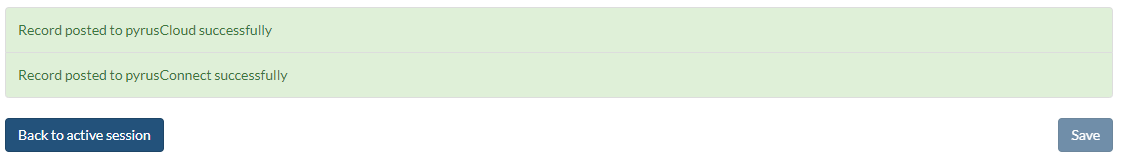 Record posted to pyrusCloud successfully
Record posted to pyrusConnect successfully
Back to active session
Save